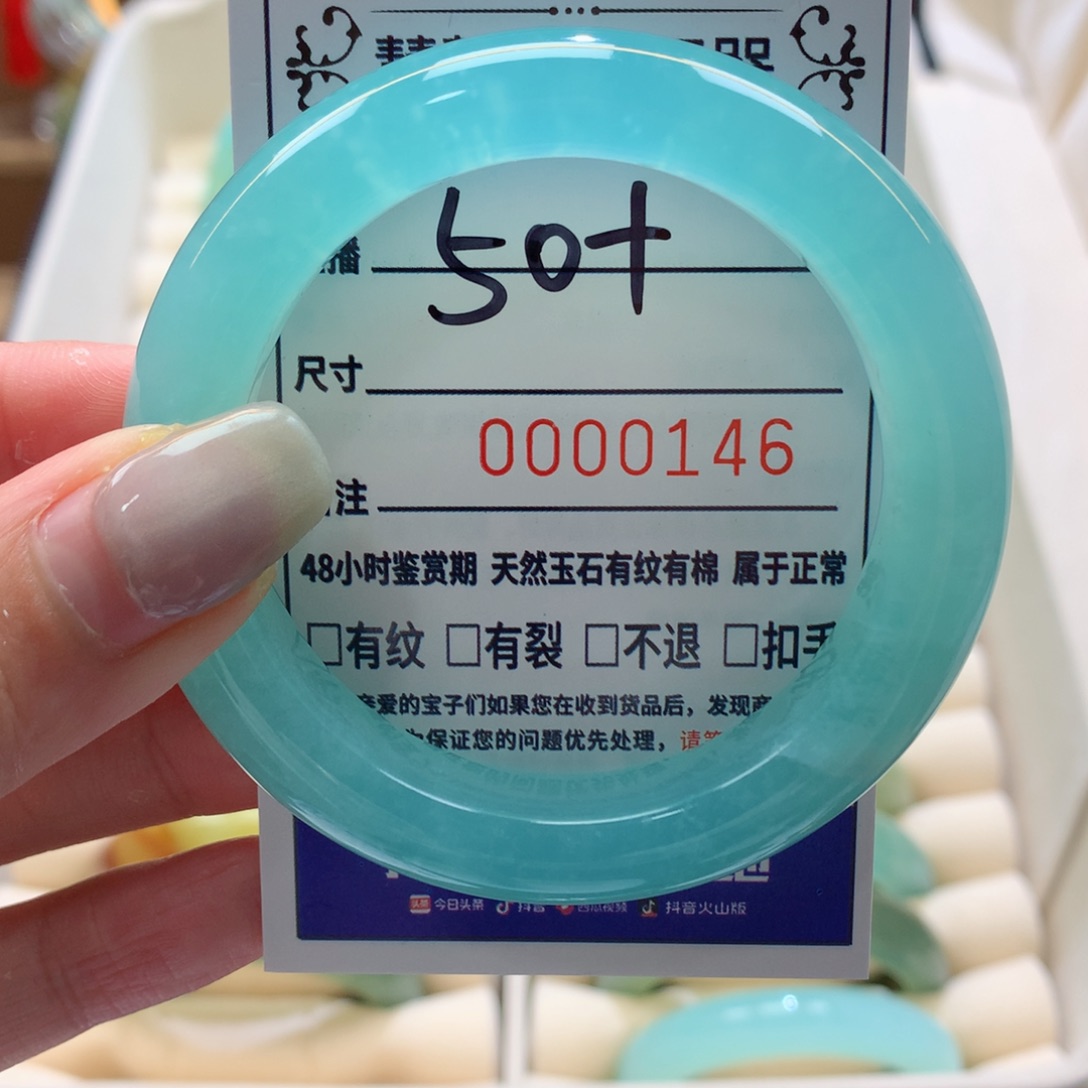 播
50+
尺寸
0000146
注
48小时鉴赏期 天然玉石有纹有棉 属于正常
□有纹 □有裂 □不退 □扣手
亲爱的宝子们如果您在收到货品后,发现商
为保证您的问题优先处理,请
头条 今日头条 抖音 西瓜视频 抖音火山版